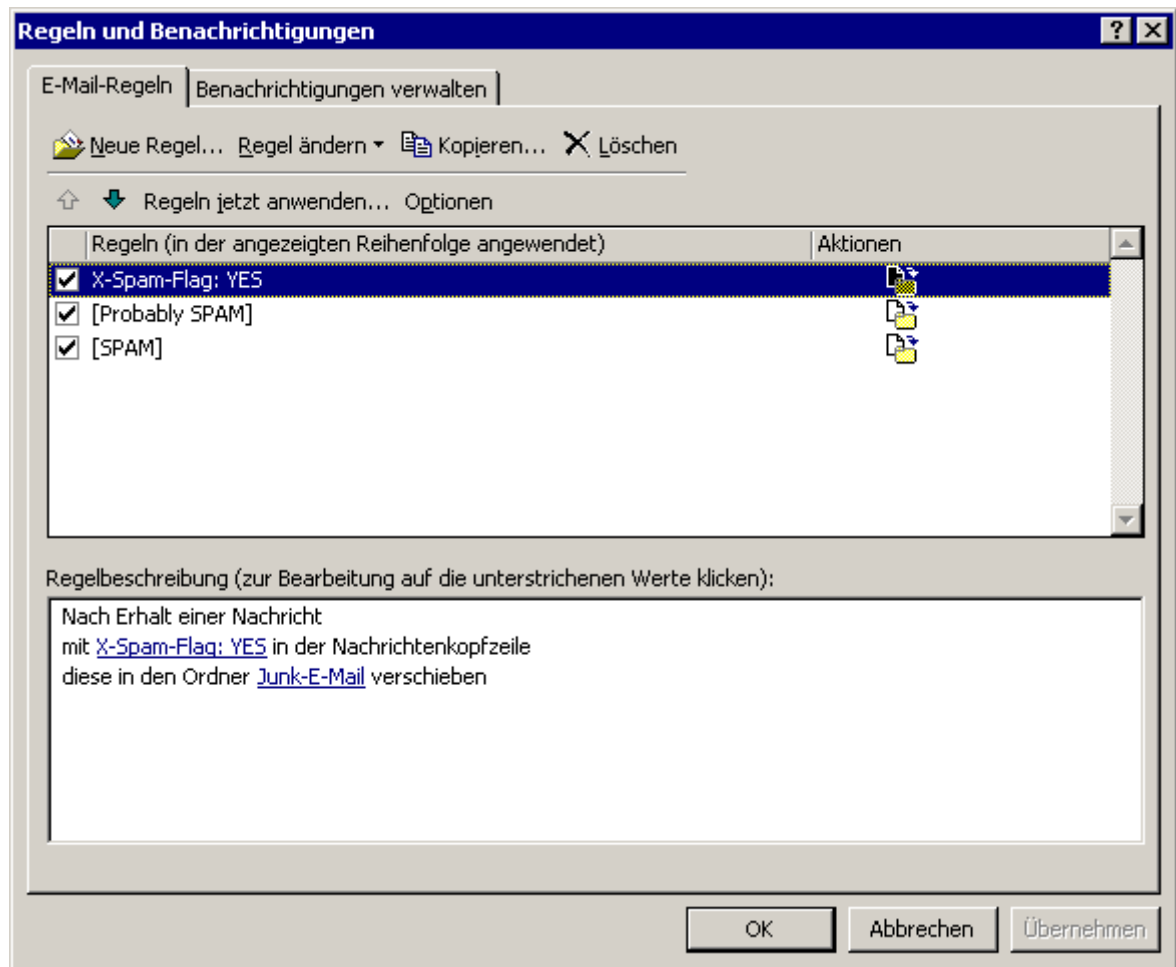 Regeln und Benachrichtigungen
E-Mail-Regeln Benachrichtigungen verwalten
Neue Regel... Regel ändern Kopieren... Löschen
Regeln jetzt anwenden... Optionen
Regeln (in der angezeigten Reihenfolge angewendet) Aktionen
X-Spam-Flag: YES
[Probably SPAM]
[SPAM]
Regelbeschreibung (zur Bearbeitung auf die unterstrichenen Werte klicken):
Nach Erhalt einer Nachricht
mit X-Spam-Flag: YES in der Nachrichtenkopfzeile
diese in den Ordner Junk-E-Mail verschieben
OK Abbrechen Übernehmen